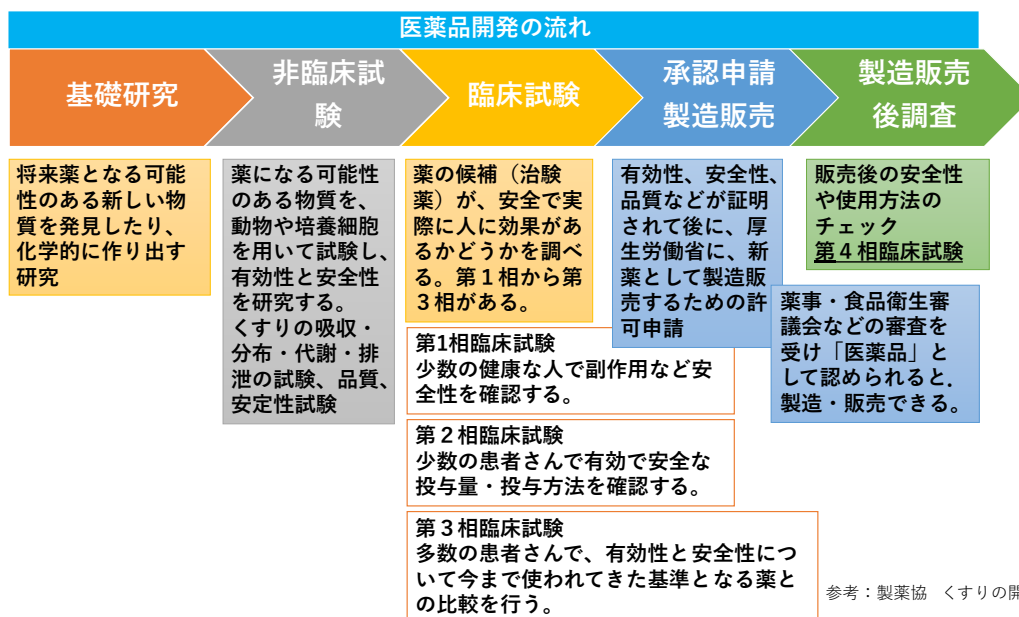 医薬品開発の流れ
基礎研究
非臨床試
験
臨床試験
承認申請
製造販売
製造販売
後調査
将来薬となる可能
性のある新しい物
質を発見したり、
化学的に作り出す
研究
薬になる可能性
のある物質を、
動物や培養細胞
を用いて試験し、
有効性と安全性
を研究する。
くすりの吸収・
分布・代謝・排
泄の試験、品質、
安定性試験
薬の候補（治験
薬）が、安全で実
際に人に効果があ
るかどうかを調べ
る。第１相から第
３相がある。
第1相臨床試験
少数の健康な人で副作用など安
全性を確認する。
第２相臨床試験
少数の患者さんで有効で安全な
投与量・投与方法を確認する。
第３相臨床試験
多数の患者さんで、有効性と安全性につ
いて今まで使われてきた基準となる薬と
の比較を行う。
有効性、安全性、
品質などが証明
されて後に、厚
生労働省に、新
薬として製造販
売するための許
可申請
販売後の安全性
や使用方法の
チェック
第４相臨床試験
薬事・食品衛生審
議会などの審査を
受け「医薬品」と
して認められると.
製造・販売できる。
参考：製薬協　くすりの開